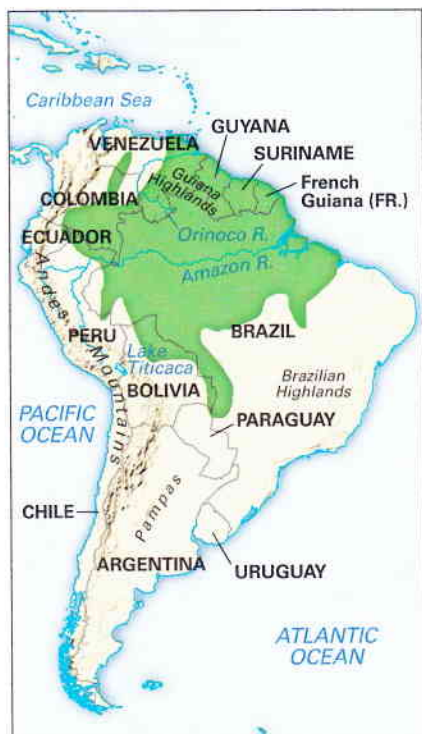 Caribbean Sea
VENEZUELA
GUYANA
SURINAME
French
Guiana (FR.)
Guiana
Highlands
COLOMBIA
Orinoco R.
ECUADOR
Amazon R.
Andes Mountains
PERU
BRAZIL
Lake
Titicaca
BOLIVIA
Brazilian
Highlands
PACIFIC
OCEAN
PARAGUAY
CHILE
Pampas
ARGENTINA
URUGUAY
ATLANTIC
OCEAN